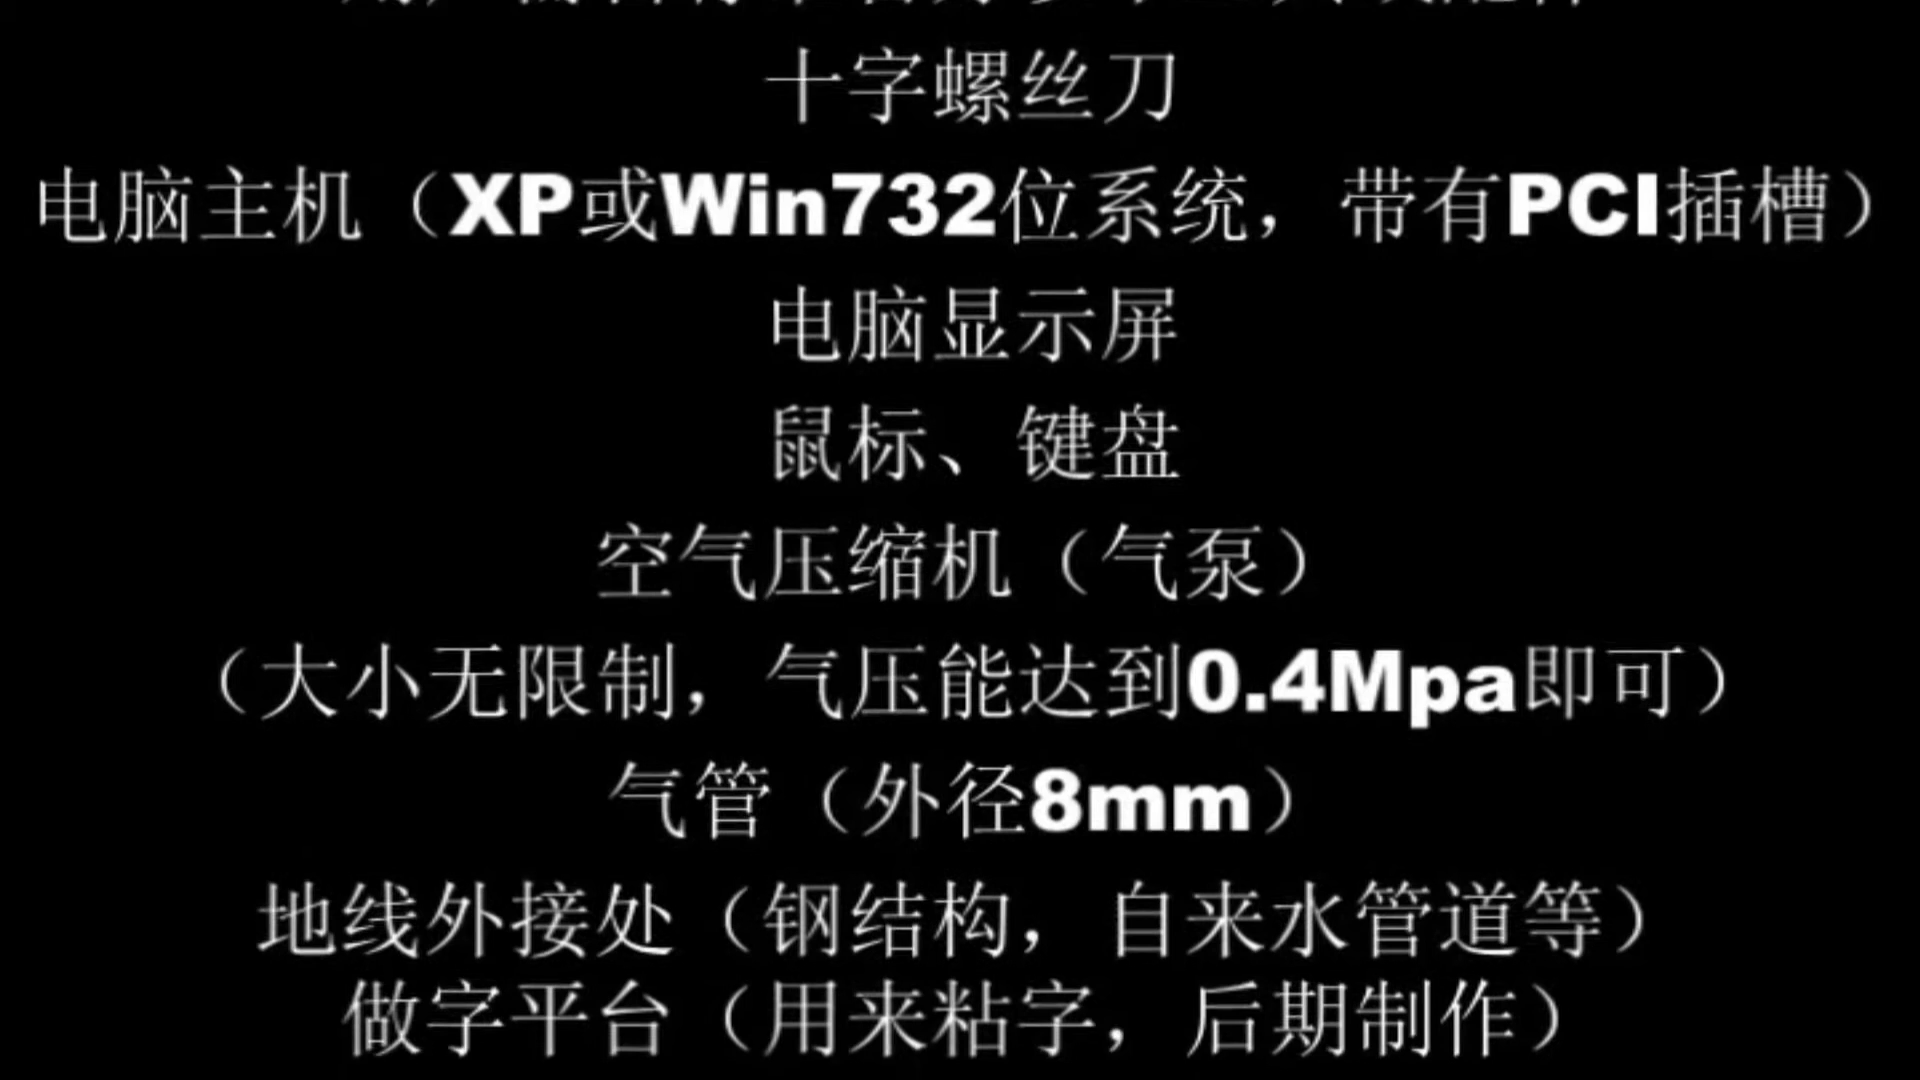 十字螺丝刀
电脑主机（XP或Win732位系统，带有PCI插槽）
电脑显示屏
鼠标、键盘
空气压缩机（气泵）
（大小无限制，气压能达到0.4Mpa即可）
气管（外径8mm）
地线外接处（钢结构，自来水管道等）
做字平台（用来粘字，后期制作）